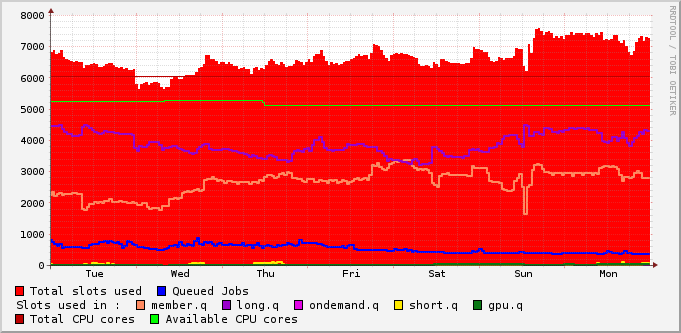 RRDTOOL / TOBI OETIKER
8000
7000
6000
5000
4000
3000
2000
1000
0
Tue Wed Thu Fri Sat Sun Mon
Total slots used Queued Jobs
Slots used in : member.q long.q ondemand.q short.q gpu.q
Total CPU cores Available CPU cores